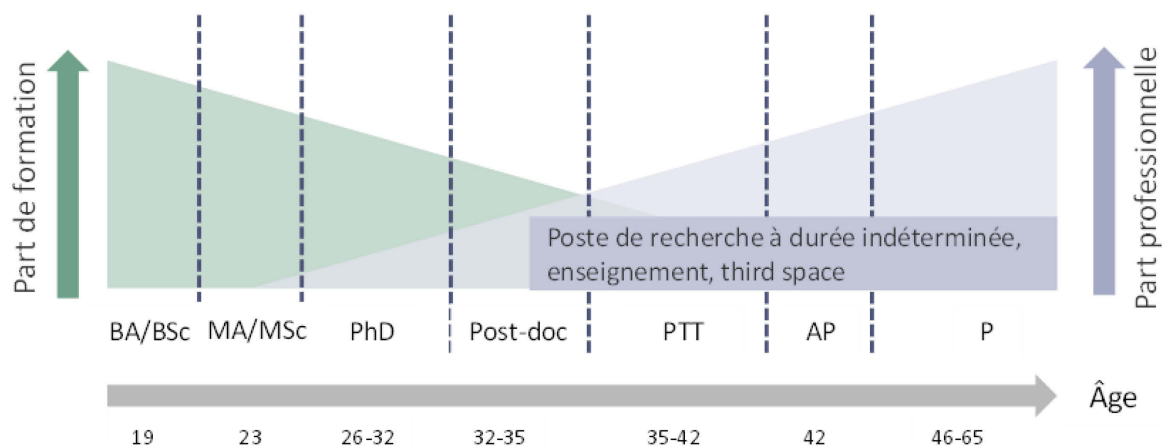 Part de formation
Part professionnelle
Poste de recherche à durée indéterminée,
enseignement, third space
BA/BSc MA/MSc PhD Post-doc PTT AP P
Âge
19 23 26-32 32-35 35-42 42 46-65